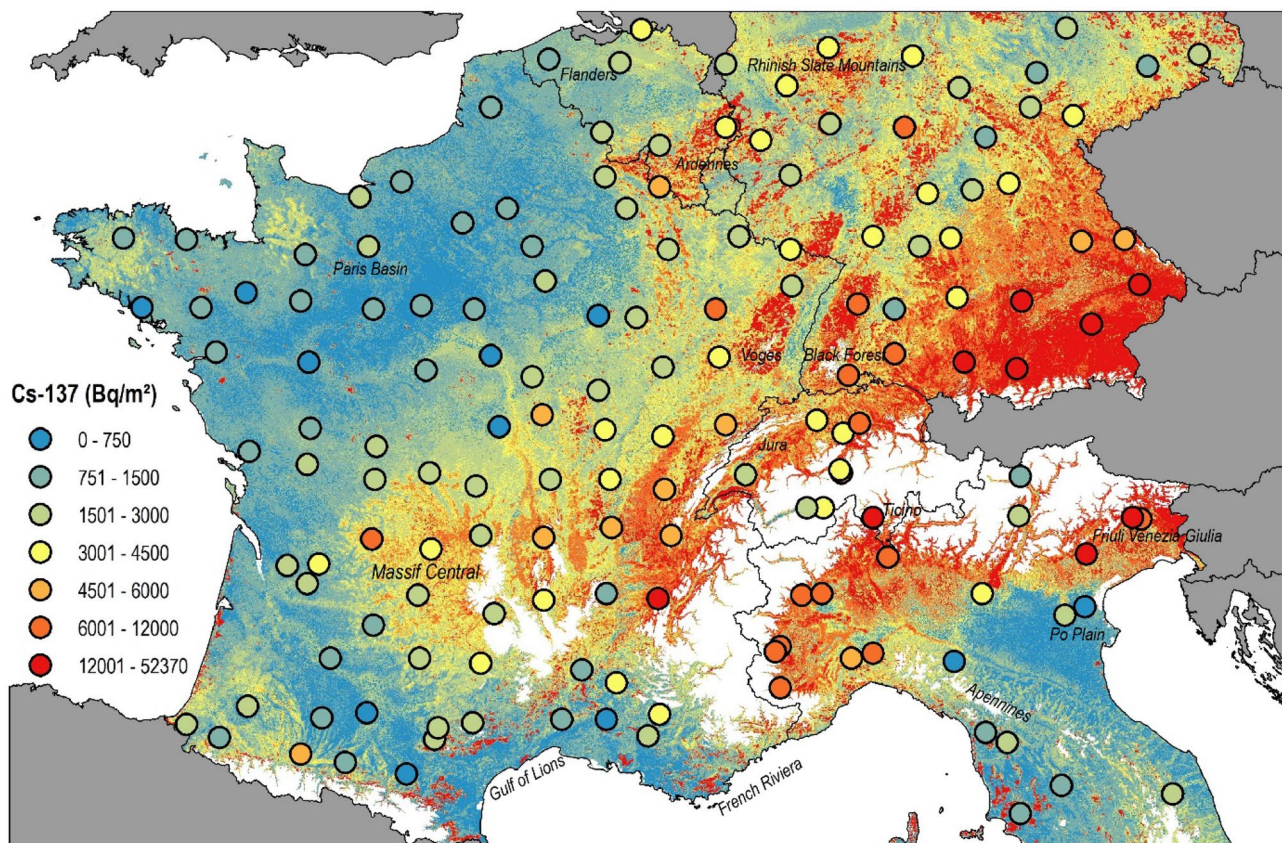 Flanders
Rhinish Slate Mountains
Ardennes
Paris Basin
Voges
Black Forest
Cs-137 (Bq/m²)
0 - 750
751 - 1500
1501 - 3000
3001 - 4500
4501 - 6000
6001 - 12000
12001 - 52370
Jura
Ticino
Friuli Venezia Giulia
Massif Central
Po Plain
Apennines
Gulf of Lions
French Riviera